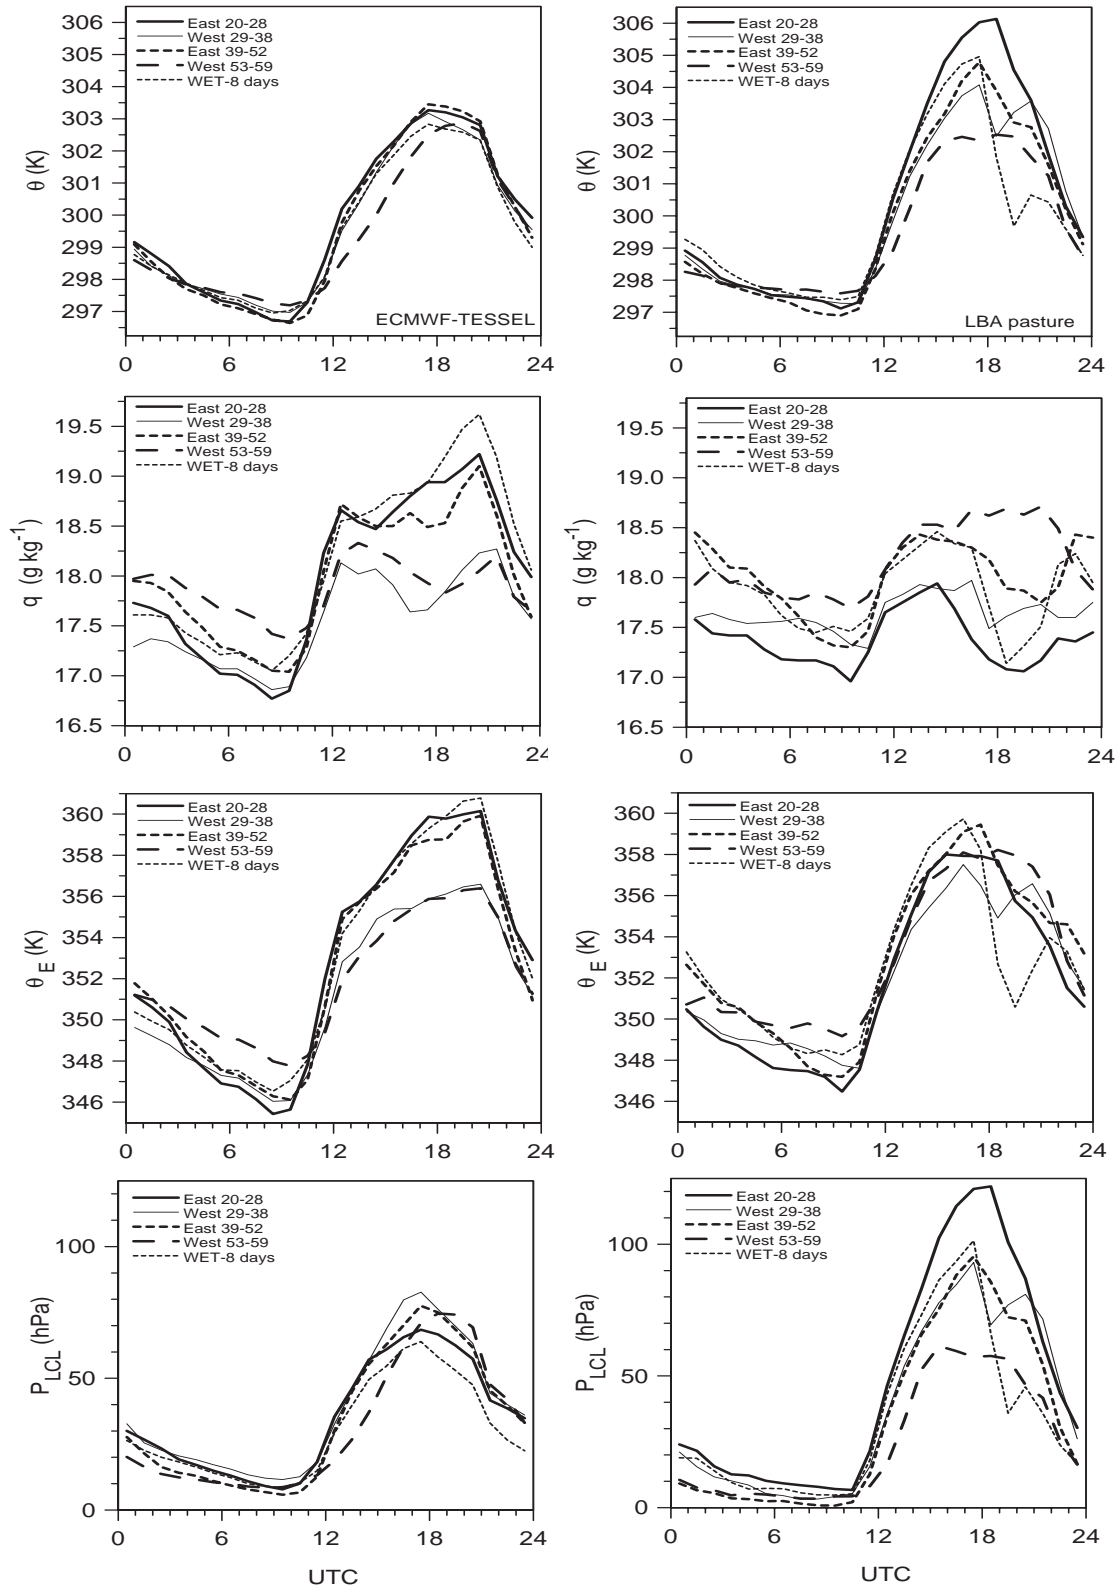 306
305
304
303
302
301
300
299
298
297
θ (K)
East 20-28
West 29-38
East 39-52
West 53-59
WET-8 days
ECMWF-TESSEL
0 6 12 18 24
306
305
304
303
302
301
300
299
298
297
θ (K)
East 20-28
West 29-38
East 39-52
West 53-59
WET-8 days
LBA pasture
0 6 12 18 24
19.5
19.0
18.5
18.0
17.5
17.0
16.5
q (g kg-1)
East 20-28
West 29-38
East 39-52
West 53-59
WET-8 days
0 6 12 18 24
19.5
19.0
18.5
18.0
17.5
17.0
16.5
q (g kg-1)
East 20-28
West 29-38
East 39-52
West 53-59
WET-8 days
0 6 12 18 24
360
358
356
354
352
350
348
346
θE (K)
East 20-28
West 29-38
East 39-52
West 53-59
WET-8 days
0 6 12 18 24
360
358
356
354
352
350
348
346
θE (K)
East 20-28
West 29-38
East 39-52
West 53-59
WET-8 days
0 6 12 18 24
100
50
0
PLCL (hPa)
East 20-28
West 29-38
East 39-52
West 53-59
WET-8 days
0 6 12 18 24
UTC
100
50
0
PLCL (hPa)
East 20-28
West 29-38
East 39-52
West 53-59
WET-8 days
0 6 12 18 24
UTC